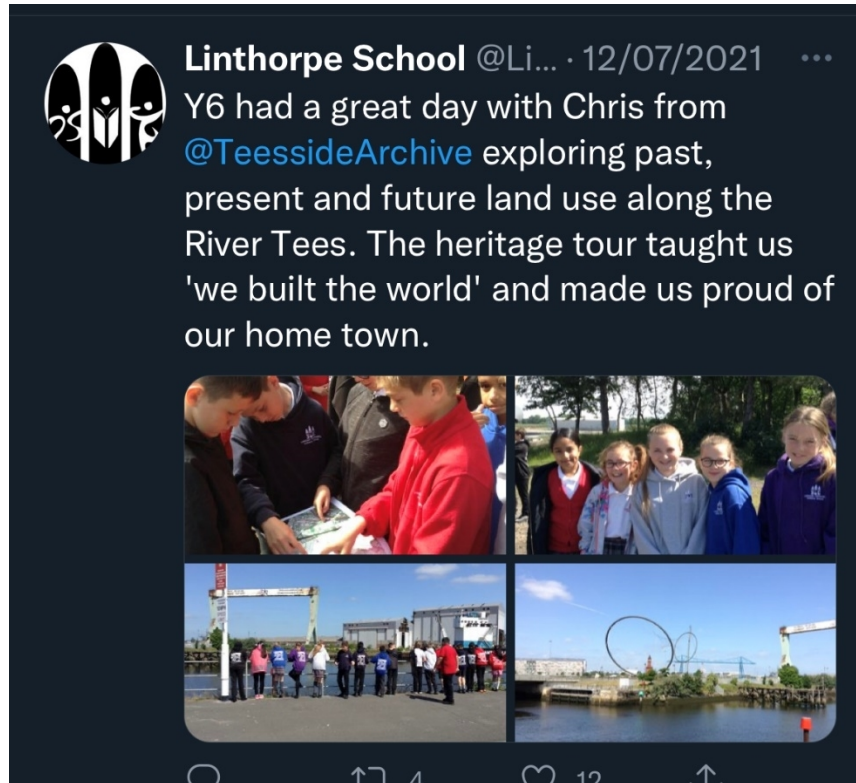 Linthorpe School @Li... · 12/07/2021 ...
Y6 had a great day with Chris from
@TeessideArchive exploring past,
present and future land use along the
River Tees. The heritage tour taught us
'we built the world' and made us proud of
our home town.
4 12